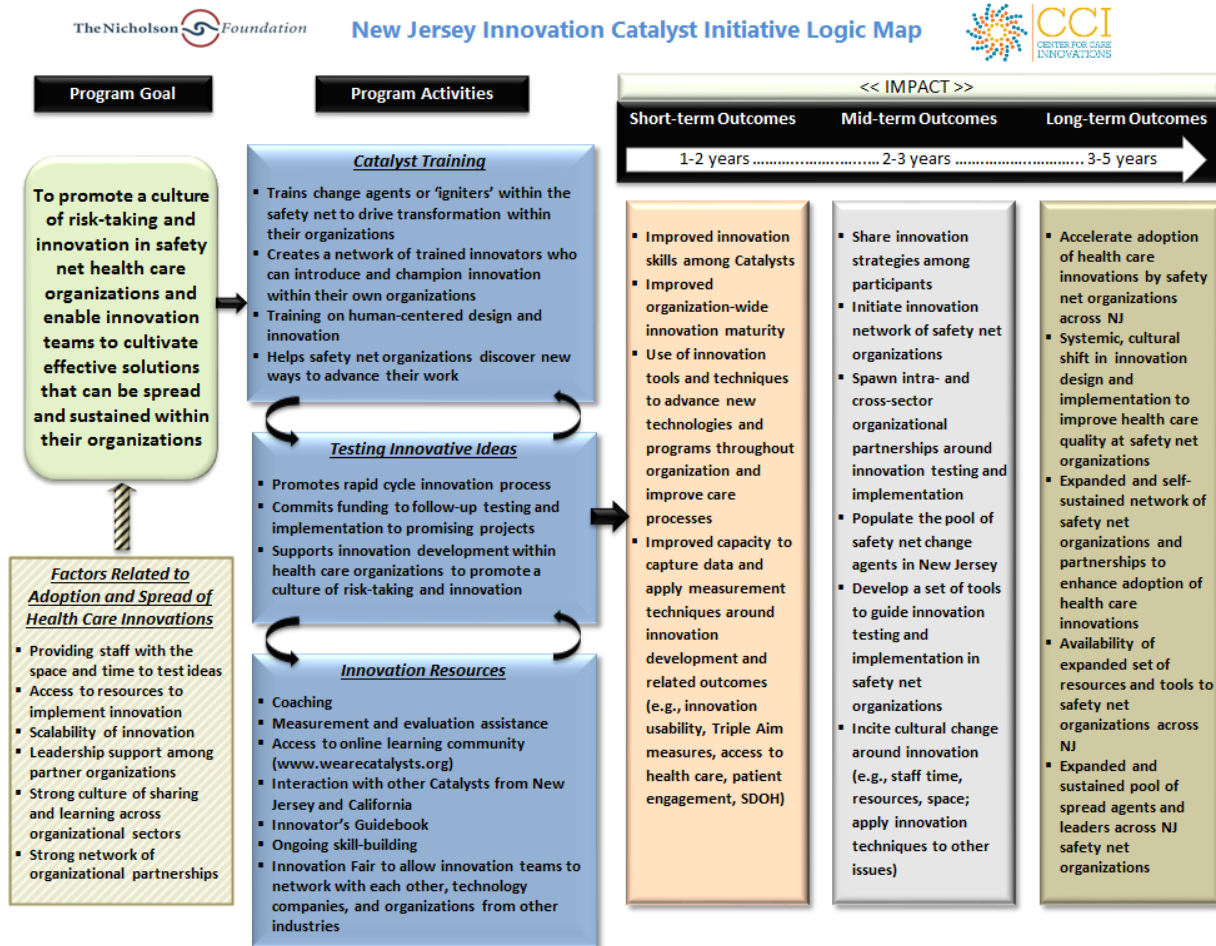 The Nicholson Foundation
New Jersey Innovation Catalyst Initiative Logic Map
CCI
CENTER FOR CARE
INNOVATIONS
Program Goal
Program Activities
<< IMPACT >>
Short-term Outcomes
Mid-term Outcomes
Long-term Outcomes
1-2 years ......................... 2-3 years ......................... 3-5 years
To promote a culture
of risk-taking and
innovation in safety
net health care
organizations and
enable innovation
teams to cultivate
effective solutions
that can be spread
and sustained within
their organizations
Factors Related to
Adoption and Spread of
Health Care Innovations
▪ Providing staff with the
space and time to test ideas
▪ Access to resources to
implement innovation
▪ Scalability of innovation
▪ Leadership support among
partner organizations
▪ Strong culture of sharing
and learning across
organizational sectors
▪ Strong network of
organizational partnerships
Catalyst Training
▪ Trains change agents or ‘igniters’ within the
safety net to drive transformation within
their organizations
▪ Creates a network of trained innovators who
can introduce and champion innovation
within their own organizations
▪ Training on human-centered design and
innovation
▪ Helps safety net organizations discover new
ways to advance their work
Testing Innovative Ideas
▪ Promotes rapid cycle innovation process
▪ Commits funding to follow-up testing and
implementation to promising projects
▪ Supports innovation development within
health care organizations to promote a
culture of risk-taking and innovation
Innovation Resources
▪ Coaching
▪ Measurement and evaluation assistance
▪ Access to online learning community
(www.wearecatalysts.org)
▪ Interaction with other Catalysts from New
Jersey and California
▪ Innovator’s Guidebook
▪ Ongoing skill-building
▪ Innovation Fair to allow innovation teams to
network with each other, technology
companies, and organizations from other
industries
▪ Improved innovation
skills among Catalysts
▪ Improved
organization-wide
innovation maturity
▪ Use of innovation
tools and techniques
to advance new
technologies and
programs throughout
organization and
improve care
processes
▪ Improved capacity to
capture data and
apply measurement
techniques around
innovation
development and
related outcomes
(e.g., innovation
usability, Triple Aim
measures, access to
health care, patient
engagement, SDOH)
▪ Share innovation
strategies among
participants
▪ Initiate innovation
network of safety net
organizations
▪ Spawn intra- and
cross-sector
organizational
partnerships around
innovation testing and
implementation
▪ Populate the pool of
safety net change
agents in New Jersey
▪ Develop a set of tools
to guide innovation
testing and
implementation in
safety net
organizations
▪ Incite cultural change
around innovation
(e.g., staff time,
resources, space;
apply innovation
techniques to other
issues)
▪ Accelerate adoption
of health care
innovations by safety
net organizations
across NJ
▪ Systemic, cultural
shift in innovation
design and
implementation to
improve health care
quality at safety net
organizations
▪ Expanded and self-
sustained network of
safety net
organizations and
partnerships to
enhance adoption of
health care
innovations
▪ Availability of
expanded set of
resources and tools to
safety net
organizations across
NJ
▪ Expanded and
sustained pool of
spread agents and
leaders across NJ
safety net
organizations